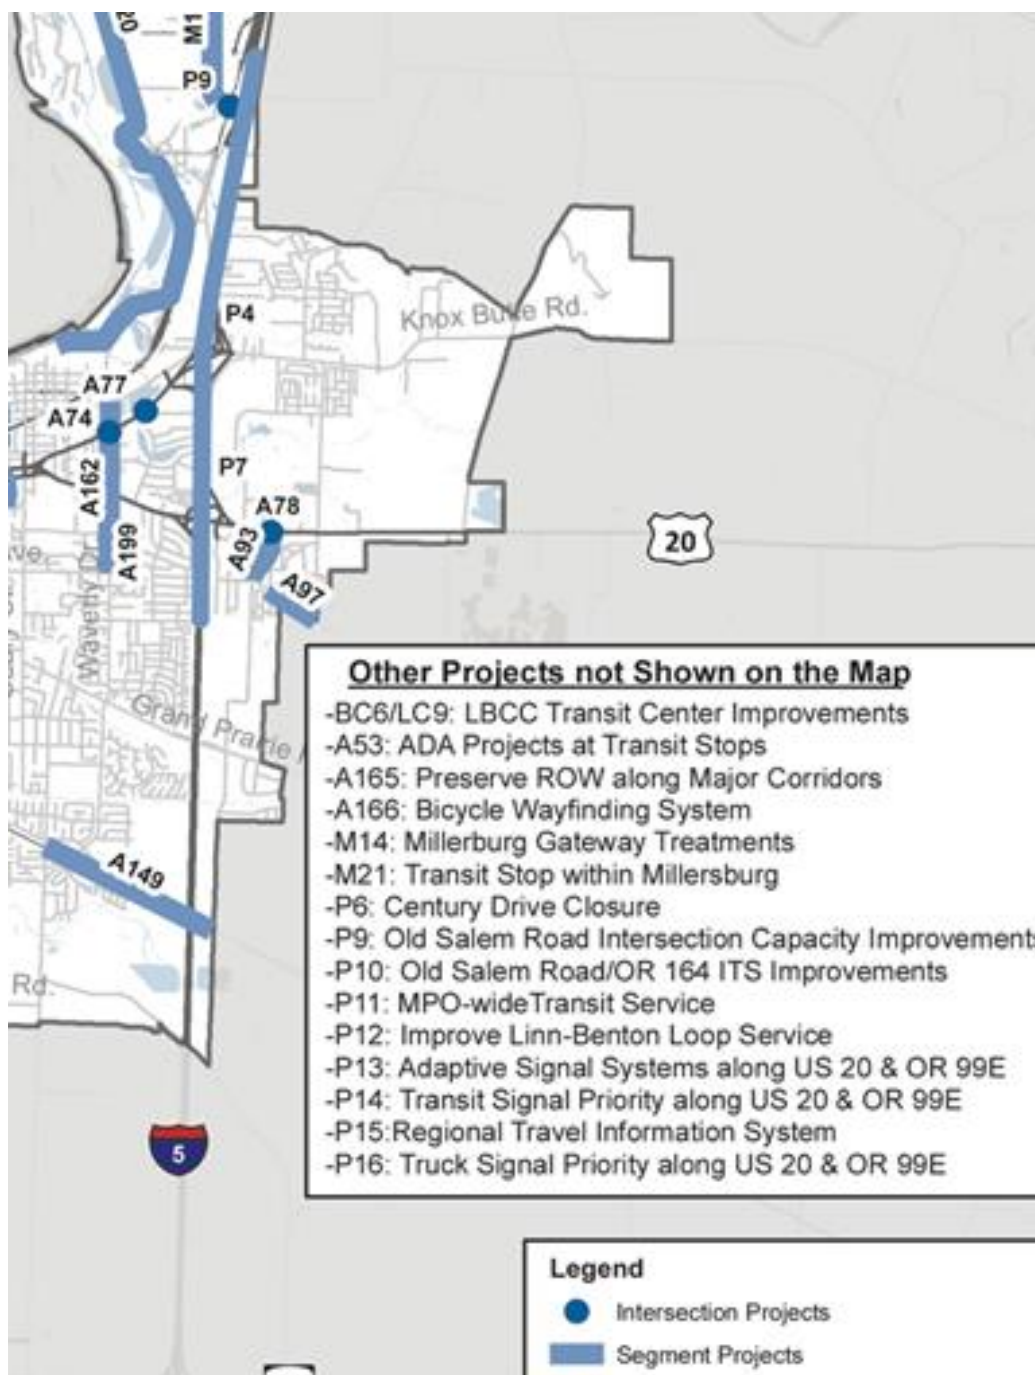 20
M1
P9
P4
Knox Butte Rd.
A77
A74
P7
A162
A78
A199
A93
20
ve.
A97
Waverly Dr
Other Projects not Shown on the Map
-BC6/LC9: LBCC Transit Center Improvements
-A53: ADA Projects at Transit Stops
Grand Prairie
-A165: Preserve ROW along Major Corridors
-A166: Bicycle Wayfinding System
-M14: Millerburg Gateway Treatments
A149
-M21: Transit Stop within Millersburg
-P6: Century Drive Closure
-P9: Old Salem Road Intersection Capacity Improvements
Rd.
-P10: Old Salem Road/OR 164 ITS Improvements
-P11: MPO-wideTransit Service
-P12: Improve Linn-Benton Loop Service
-P13: Adaptive Signal Systems along US 20 & OR 99E
-P14: Transit Signal Priority along US 20 & OR 99E
-P15:Regional Travel Information System
5
-P16: Truck Signal Priority along US 20 & OR 99E
Legend
Intersection Projects
Segment Projects